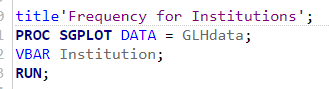 title'Frequency for Institutions';
PROC SGPLOT DATA = GLHdata;
VBAR Institution;
RUN;